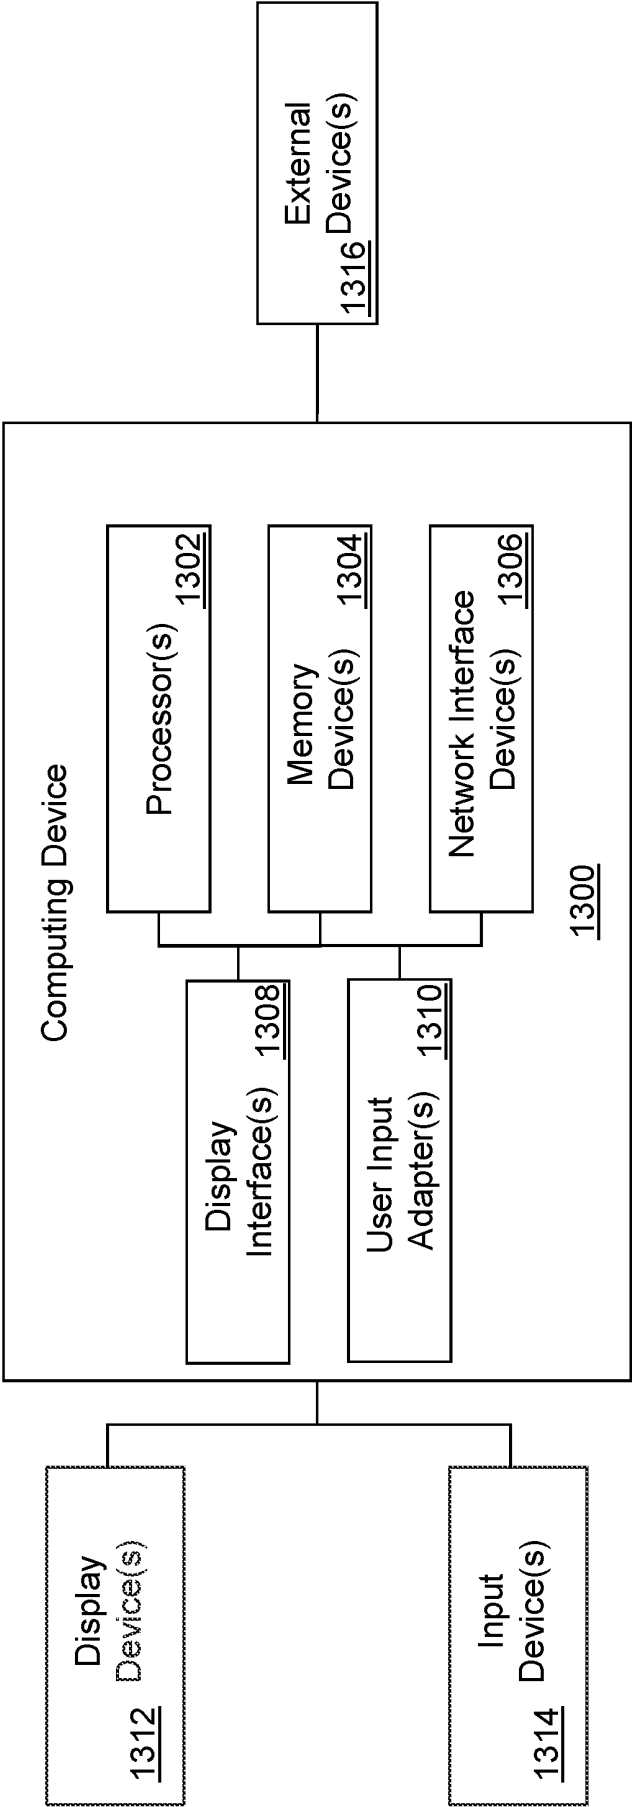 Computing Device
Display
Device(s)
1312
Input
Device(s)
1314
Display
Interface(s)
1308
User Input
Adapter(s)
1310
Processor(s)
1302
Memory
Device(s)
1304
Network Interface
Device(s)
1306
1300
External
Device(s)
1316